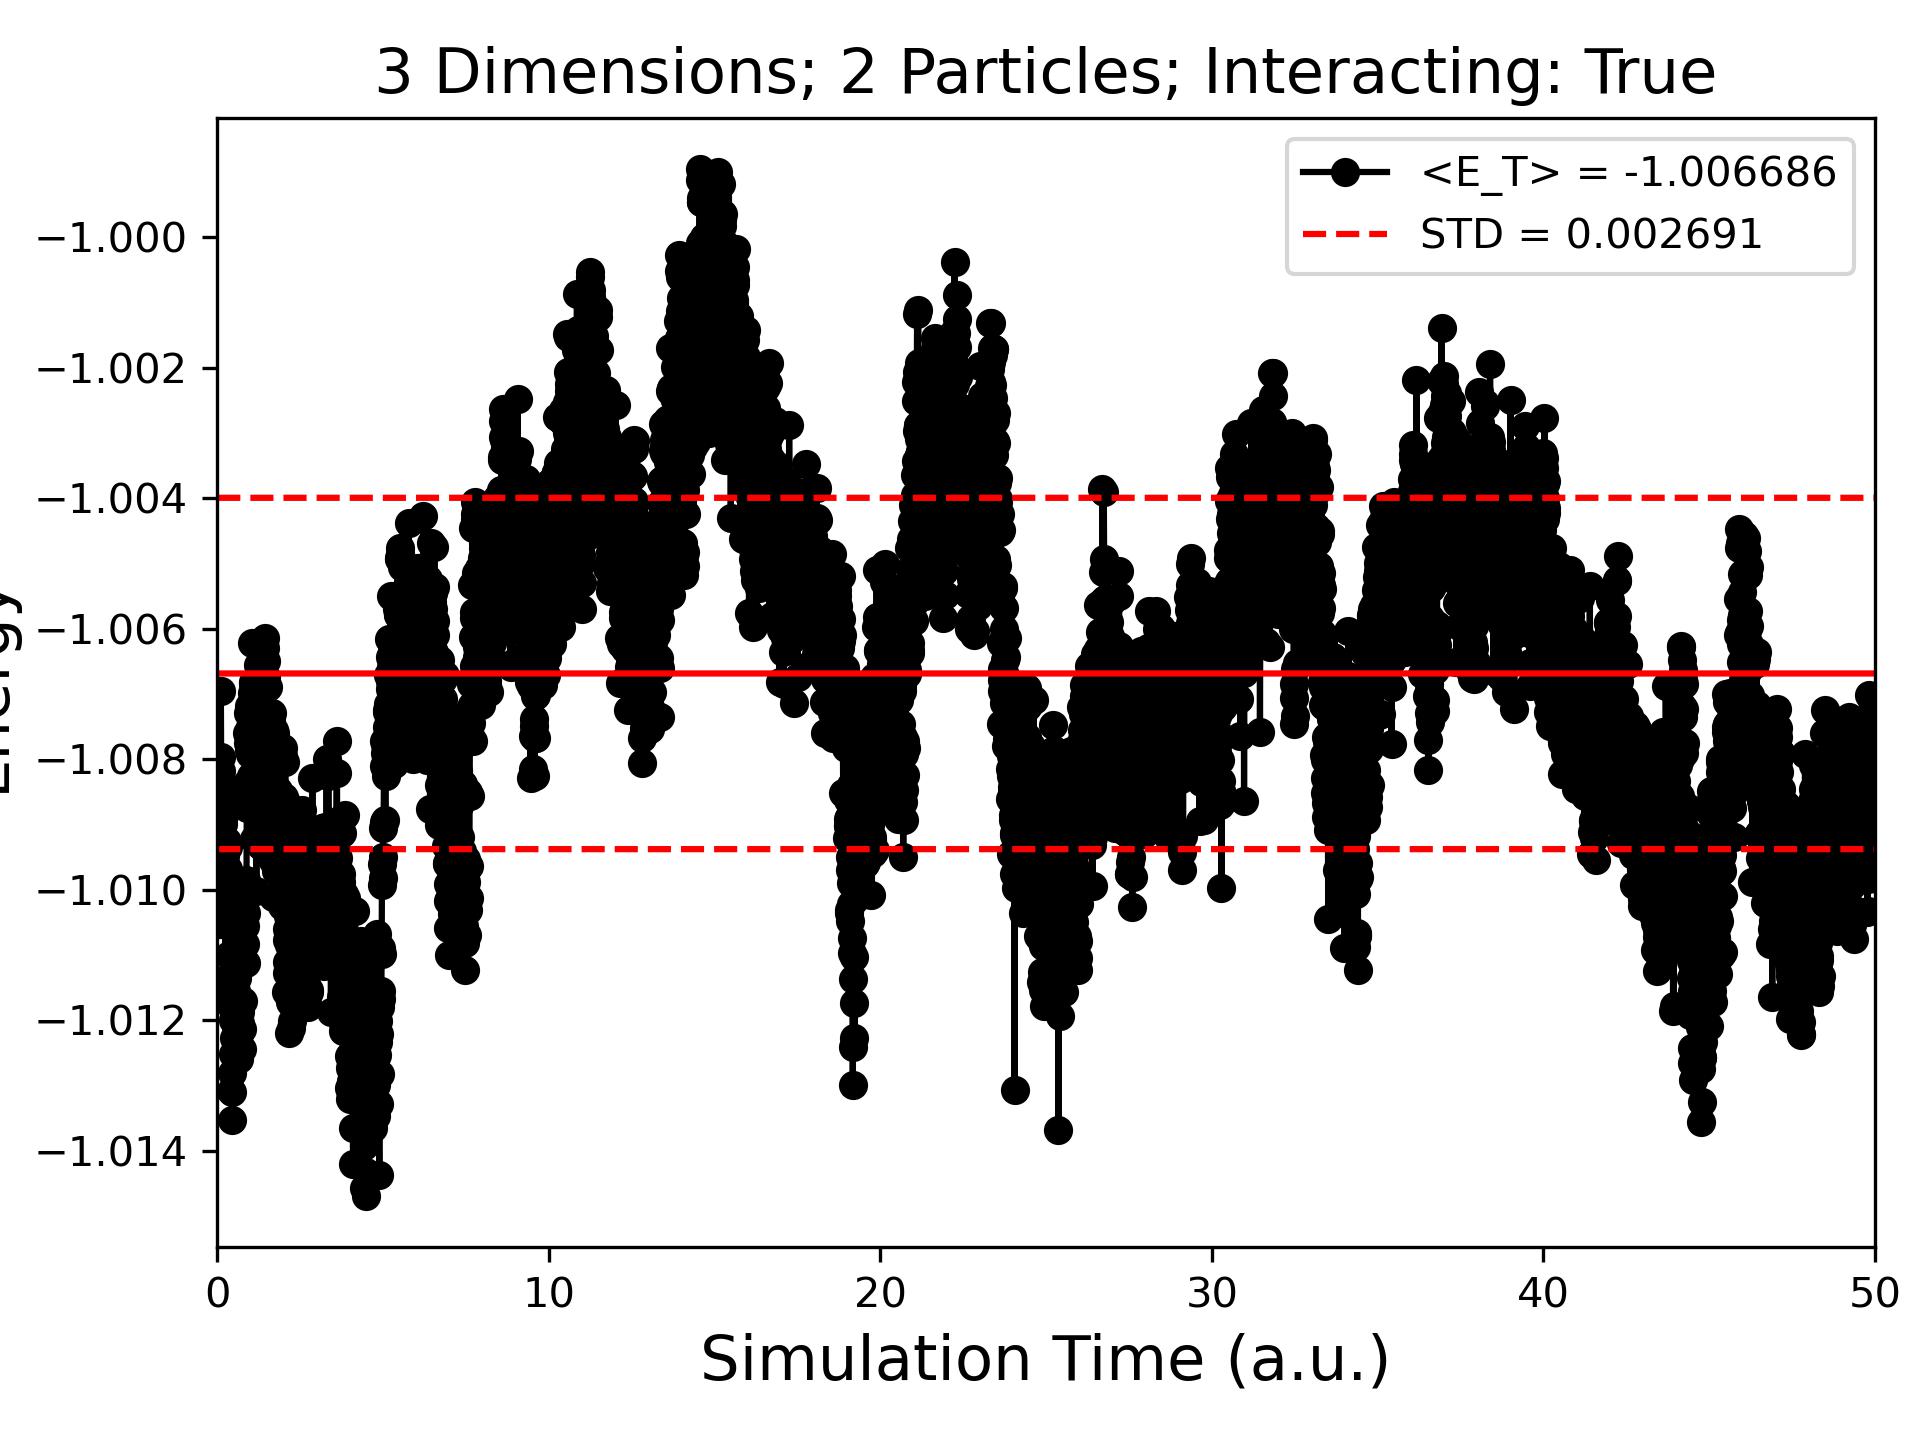 3 Dimensions; 2 Particles; Interacting: True
<E_T> = -1.006686
STD = 0.002691
−1.000
−1.002
−1.004
−1.006
−1.008
−1.010
−1.012
−1.014
Energy
0 10 20 30 40 50
Simulation Time (a.u.)